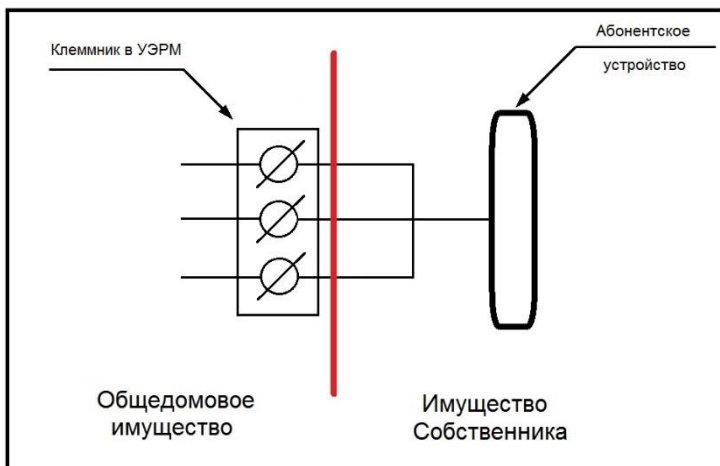 Клеммник в УЭРМ
Абонентское
устройство
Общедомовое
имущество
Имущество
Собственника